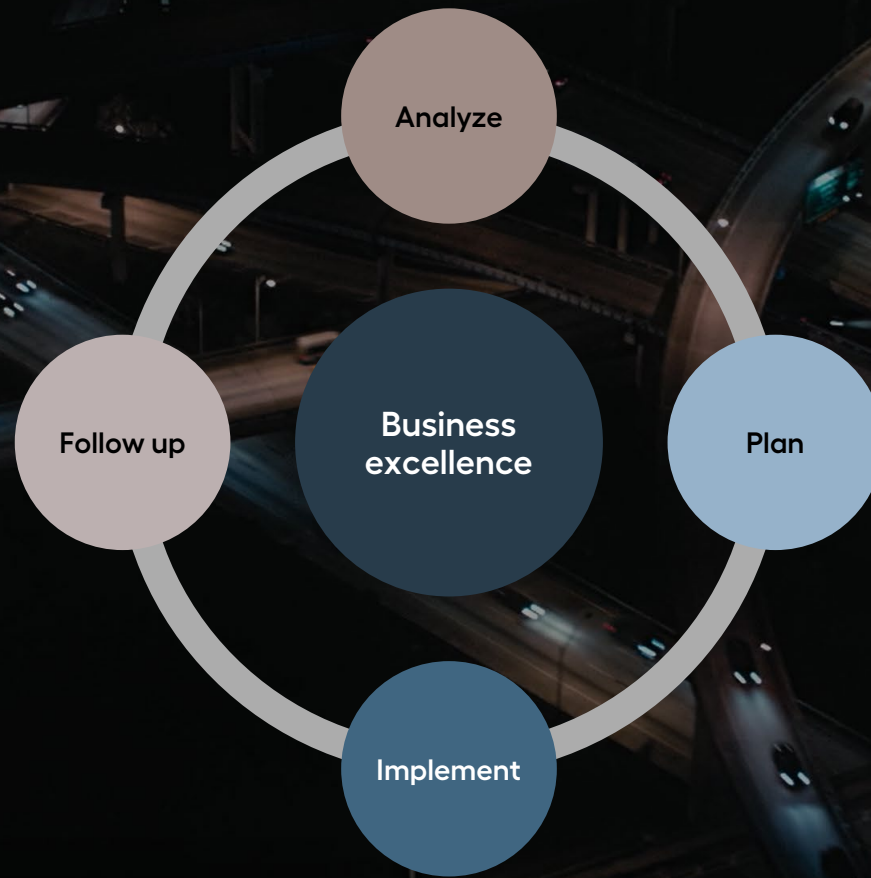 Analyze
Follow up
Business
excellence
Plan
Implement